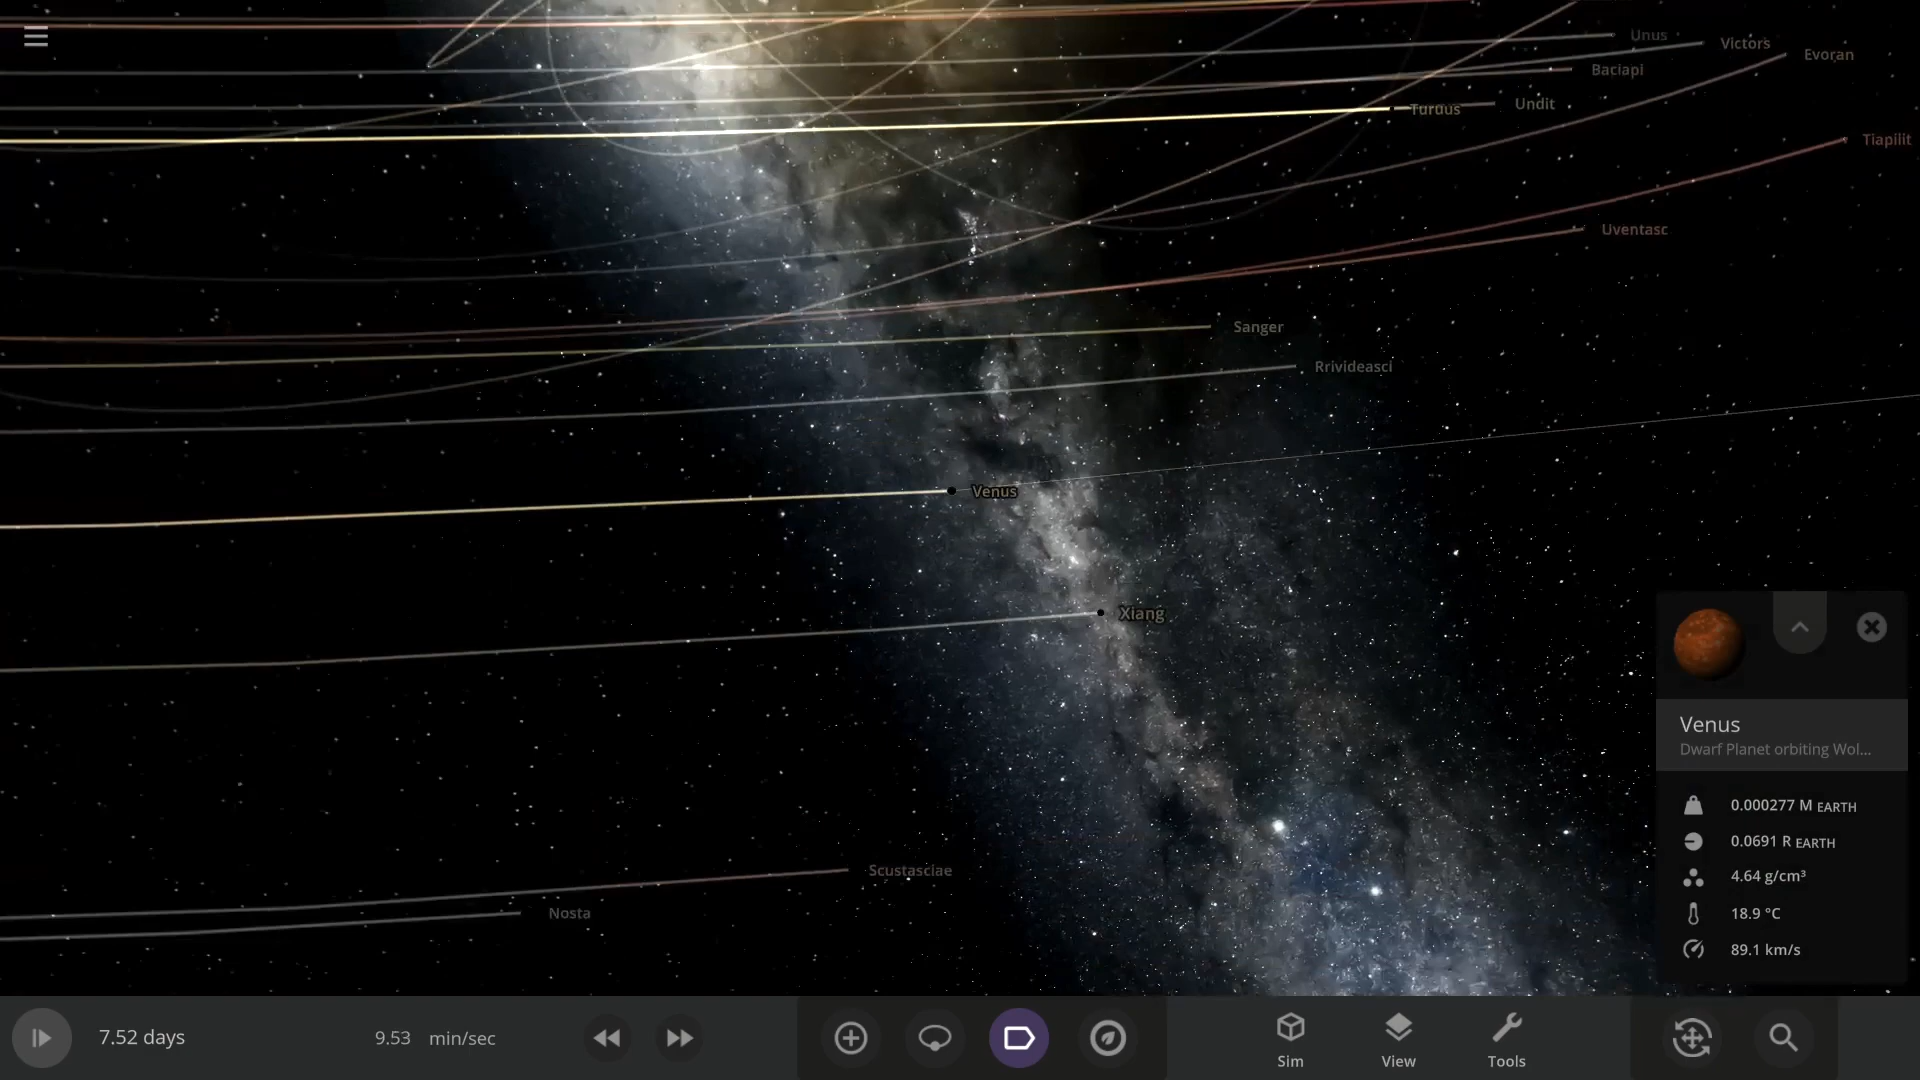 Unus
Victors
Evoran
Baciapi
Turuus
Undit
Tiapilit
Uventasc
Sanger
Rrivideasci
Venus
Xiang
Scustasciae
Nosta
Venus
Dwarf Planet orbiting Wol...
0.000277 M EARTH
0.0691 R EARTH
4.64 g/cm³
18.9 °C
89.1 km/s
7.52 days
9.53 min/sec
Sim
View
Tools